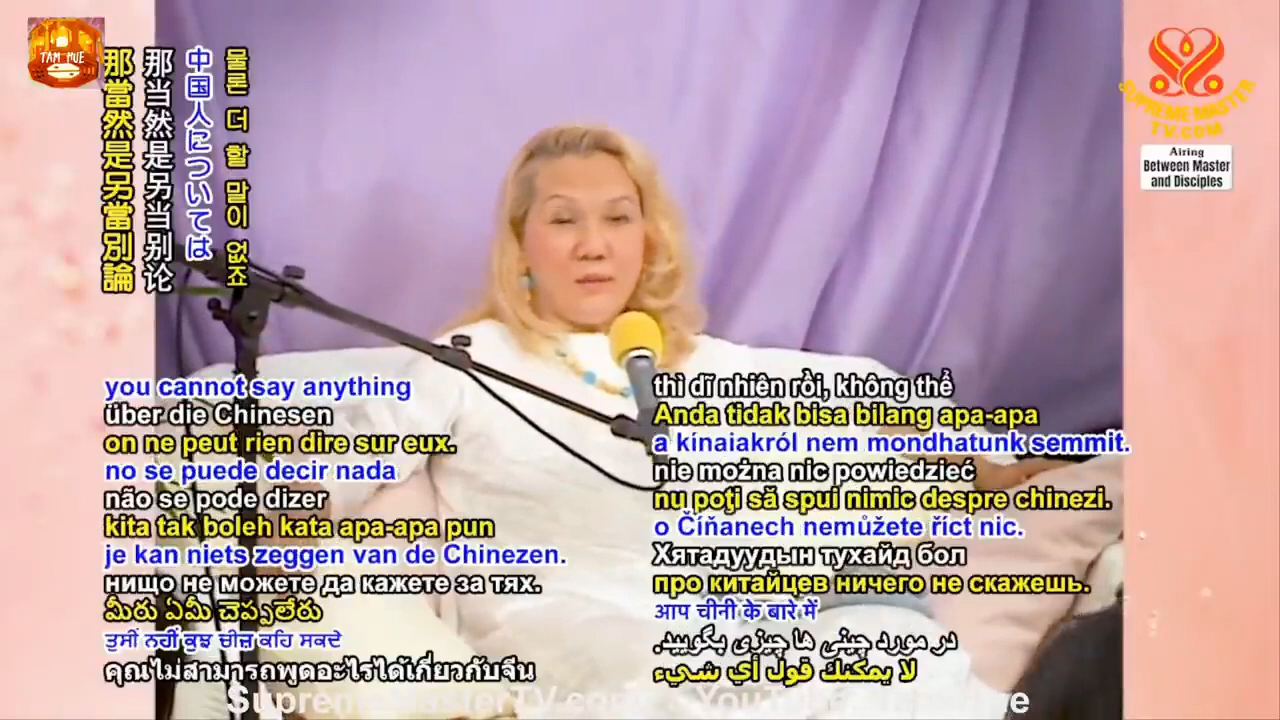 TAM HUE
那當然是另當別論
那当然是另当别论
中国人については
물론 더 할 말이 없죠
SUPREME MASTER
TV.COM
Airing
Between Master
and Disciples
you cannot say anything
über die Chinesen
on ne peut rien dire sur eux.
no se puede decir nada
não se pode dizer
kita tak boleh kata apa-apa pun
je kan niets zeggen van de Chinezen.
нищо не можете да кажете за тях.
మీరు ఏమీ చెప్పలేరు
ਤੁਸੀਂ ਨਹੀਂ ਕੁਝ ਚੀਜ਼ ਕਹਿ ਸਕਦੇ
คุณไม่สามารถพูดอะไรได้เกี่ยวกับจีน
thì dĩ nhiên rồi, không thể
Anda tidak bisa bilang apa-apa
a kínaiakról nem mondhatunk semmit.
nie można nic powiedzieć
nu poţi să spui nimic despre chinezi.
o Číňanech nemůžete říct nic.
Хятадуудын тухайд бол
про китайцев ничего не скажешь.
आप चीनी के बारे में
در مورد چینی ها چیزی بگویید.
لا يمكنك قول أي شيء